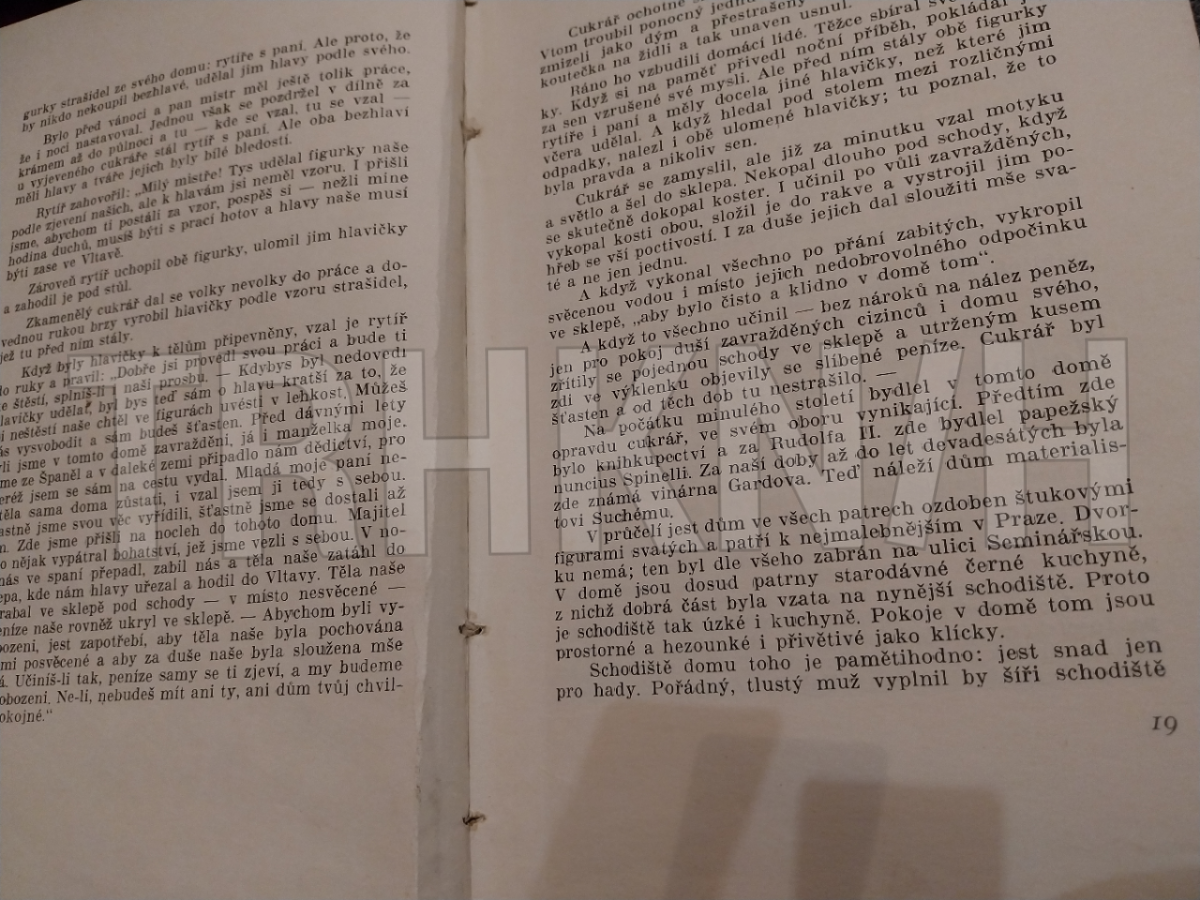 gurky strašidel ze svého domu: rytíře s paní. Ale proto, že
by nikdo nekoupil bezhlavé, udělal jim hlavy podle svého.
Bylo před vánoci a pan mistr měl ještě tolik práce,
že i noci nastavoval. Jednou však se pozdržel v dílně za
krámem až do půlnoci a tu — kde se vzal, tu se vzal —
u vyjeveného cukráře stál rytíř s paní. Ale oba bezhlaví
měli hlavy a tváře jejich byly bílé bledostí.
Rytíř zahovořil: „Milý mistře! Tys udělal figurky naše
podle zjevení našich, ale k hlavám jsi neměl vzoru. I přišli
jsme, abychom ti postáli za vzor, pospěš si — nežli mine
hodina duchů, musíš býti s prací hotov a hlavy naše musí
býti zase ve Vltavě.
Zároveň rytíř uchopil obě figurky, ulomil jim hlavičky
a zahodil je pod stůl.
Zkamenělý cukrář dal se volky nevolky do práce a do-
vednou rukou brzy vyrobil hlavičky podle vzoru strašidel,
jež tu před ním stály.
Když byly hlavičky k tělům připevněny, vzal je rytíř
do ruky a pravil: „Dobře jsi provedl svou práci a bude ti
štěstí, splníš-li i naši prosbu. — Kdybys byl nedovedl
hlavičky udělat, byl bys teď sám o hlavu kratší za to, že
neštěstí naše chtěl ve figurách uvésti v lehkost. Můžeš
nás vysvobodit a sám budeš šťasten. Před dávnými lety
byli jsme v tomto domě zavražděni, já i manželka moje.
jsme ze Španěl a v daleké zemi připadlo nám dědictví, pro
jsem se sám na cestu vydal. Mladá moje paní ne-
chtěla sama doma zůstati, i vzal jsem ji tedy s sebou.
šťastně jsme svou věc vyřídili, šťastně jsme se dostali až
Zde jsme přišli na nocleh do tohoto domu. Majitel
nějak vypátral bohatství, jež jsme vezli s sebou. V no-
nás ve spaní přepadl, zabil nás a těla naše zatáhl do
kde nám hlavy uřezal a hodil do Vltavy. Těla naše
ve sklepě pod schody — v místo nesvěcené —
peníze naše rovněž ukryl ve sklepě. — Abychom byli vy-
jest zapotřebí, aby těla naše byla pochována
posvěcené a aby za duše naše byla sloužena mše
Učiníš-li tak, peníze samy se ti zjeví, a my budeme
Ne-li, nebudeš mít ani ty, ani dům tvůj chvil-
okojné.“
Cukrář ochotně
Vtom troubil ponocný
zmizeli jako dým a přestrašený
koutečka na židli a tak unaven usnul.
Ráno ho vzbudili domácí lidé. Těžce sbíral
ky. Když si na paměť přivedl noční příběh, pokládal
za sen vzrušené své mysli. Ale před ním stály obě figurky
rytíře i paní a měly docela jiné hlavičky, než které jim
včera udělal. A když hledal pod stolem mezi rozličnými
odpadky, nalezl i obě ulomené hlavičky; tu poznal, že to
byla pravda a nikoliv sen.
Cukrář se zamyslil, ale již za minutku vzal motyku
a světlo a šel do sklepa. Nekopal dlouho pod schody, když
se skutečně dokopal koster. I učinil po vůli zavražděných,
vykopal kosti obou, složil je do rakve a vystrojil jim po-
hřeb se vší poctivostí. I za duše jejich dal sloužiti mše sva-
té a ne jen jednu.
A když vykonal všechno po přání zabitých, vykropil
svěcenou vodou i místo jejich nedobrovolného odpočinku
ve sklepě, „aby bylo čisto a klidno v domě tom“.
A když to všechno učinil — bez nároků na nález peněz,
jen pro pokoj duší zavražděných cizinců i domu svého,
zřítily se pojednou schody ve sklepě a utrženým kusem
zdi ve výklenku objevily se slíbené peníze. Cukrář byl
šťasten a od těch dob tu nestrašilo. —
Na počátku minulého století bydlel v tomto domě
opravdu cukrář, ve svém oboru vynikající. Předtím zde
bylo knihkupectví a za Rudolfa II. zde bydlel papežský
nuncius Spinelli. Za naší doby až do let devadesátých byla
zde známá vinárna Gardova. Teď náleží dům materialis-
tovi Suchému.
V průčelí jest dům ve všech patrech ozdoben štukovými
figurami svatých a patří k nejmalebnějším v Praze. Dvor-
ku nemá; ten byl dle všeho zabrán na ulici Seminářskou.
V domě jsou dosud patrny starodávné černé kuchyně,
z nichž dobrá část byla vzata na nynější schodiště. Proto
je schodiště tak úzké i kuchyně. Pokoje v domě tom jsou
prostorné a hezounké i přívětivé jako klícky.
Schodiště domu toho je pamětihodno: jest snad jen
pro hady. Pořádný, tlustý muž vyplnil by šíři schodiště
19
RHKNVH